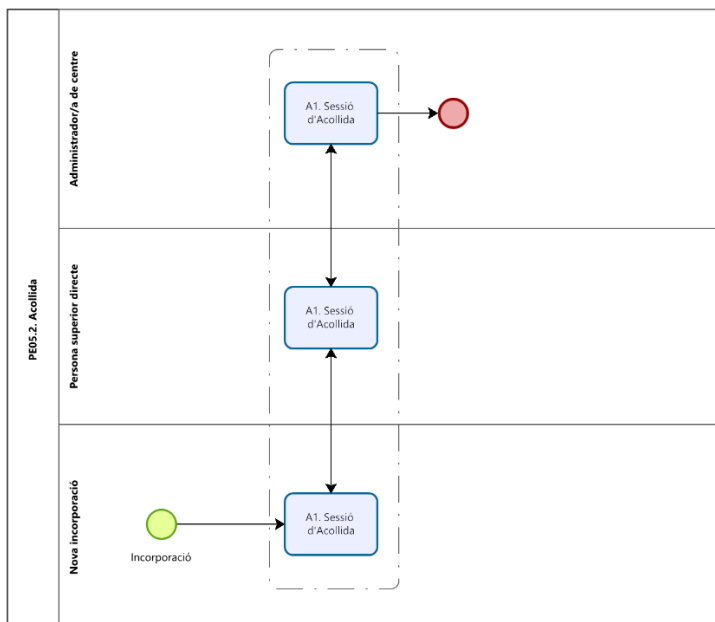 PE05.2. Acollida
Administrador/a de centre
A1. Sessió
d'Acollida
Persona superior directe
A1. Sessió
d'Acollida
Nova incorporació
Incorporació
A1. Sessió
d'Acollida